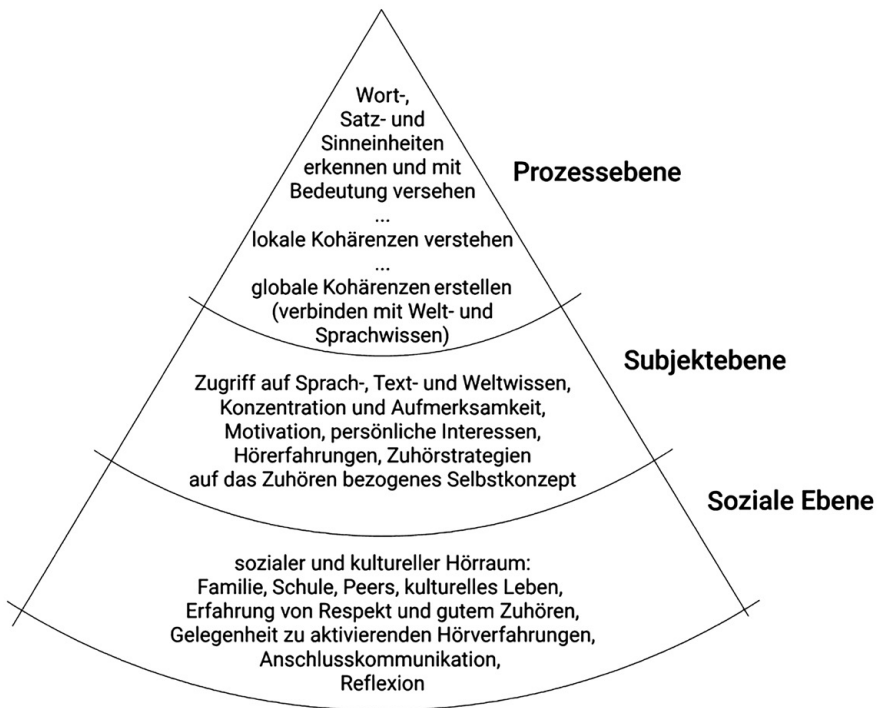 Wort-,
Satz- und
Sinneinheiten
erkennen und mit
Bedeutung versehen
...
lokale Kohärenzen verstehen
...
globale Kohärenzen erstellen
(verbinden mit Welt- und
Sprachwissen)
Prozessebene
Zugriff auf Sprach-, Text- und Weltwissen,
Konzentration und Aufmerksamkeit,
Motivation, persönliche Interessen,
Hörerfahrungen, Zuhörstrategien
auf das Zuhören bezogenes Selbstkonzept
Subjektebene
sozialer und kultureller Hörraum:
Familie, Schule, Peers, kulturelles Leben,
Erfahrung von Respekt und gutem Zuhören,
Gelegenheit zu aktivierenden Hörverfahrungen,
Anschlusskommunikation,
Reflexion
Soziale Ebene